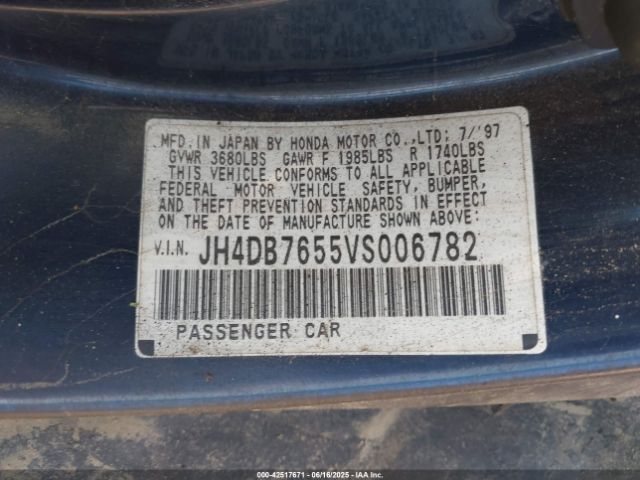 MFD. IN JAPAN BY HONDA MOTOR CO., LTD: 7/'97
GVWR 3680LBS GAWR F 1985LBS R 1740LBS
THIS VEHICLE CONFORMS TO ALL APPLICABLE
FEDERAL MOTOR VEHICLE SAFETY, BUMPER,
AND THEFT PREVENTION STANDARDS IN EFFECT
ON THE DATE OF MANUFACTURE SHOWN ABOVE:
V.I.N. JH4DB7655VS006782
PASSENGER CAR
000-42517671 - 06/16/2025 - IAAI.COM